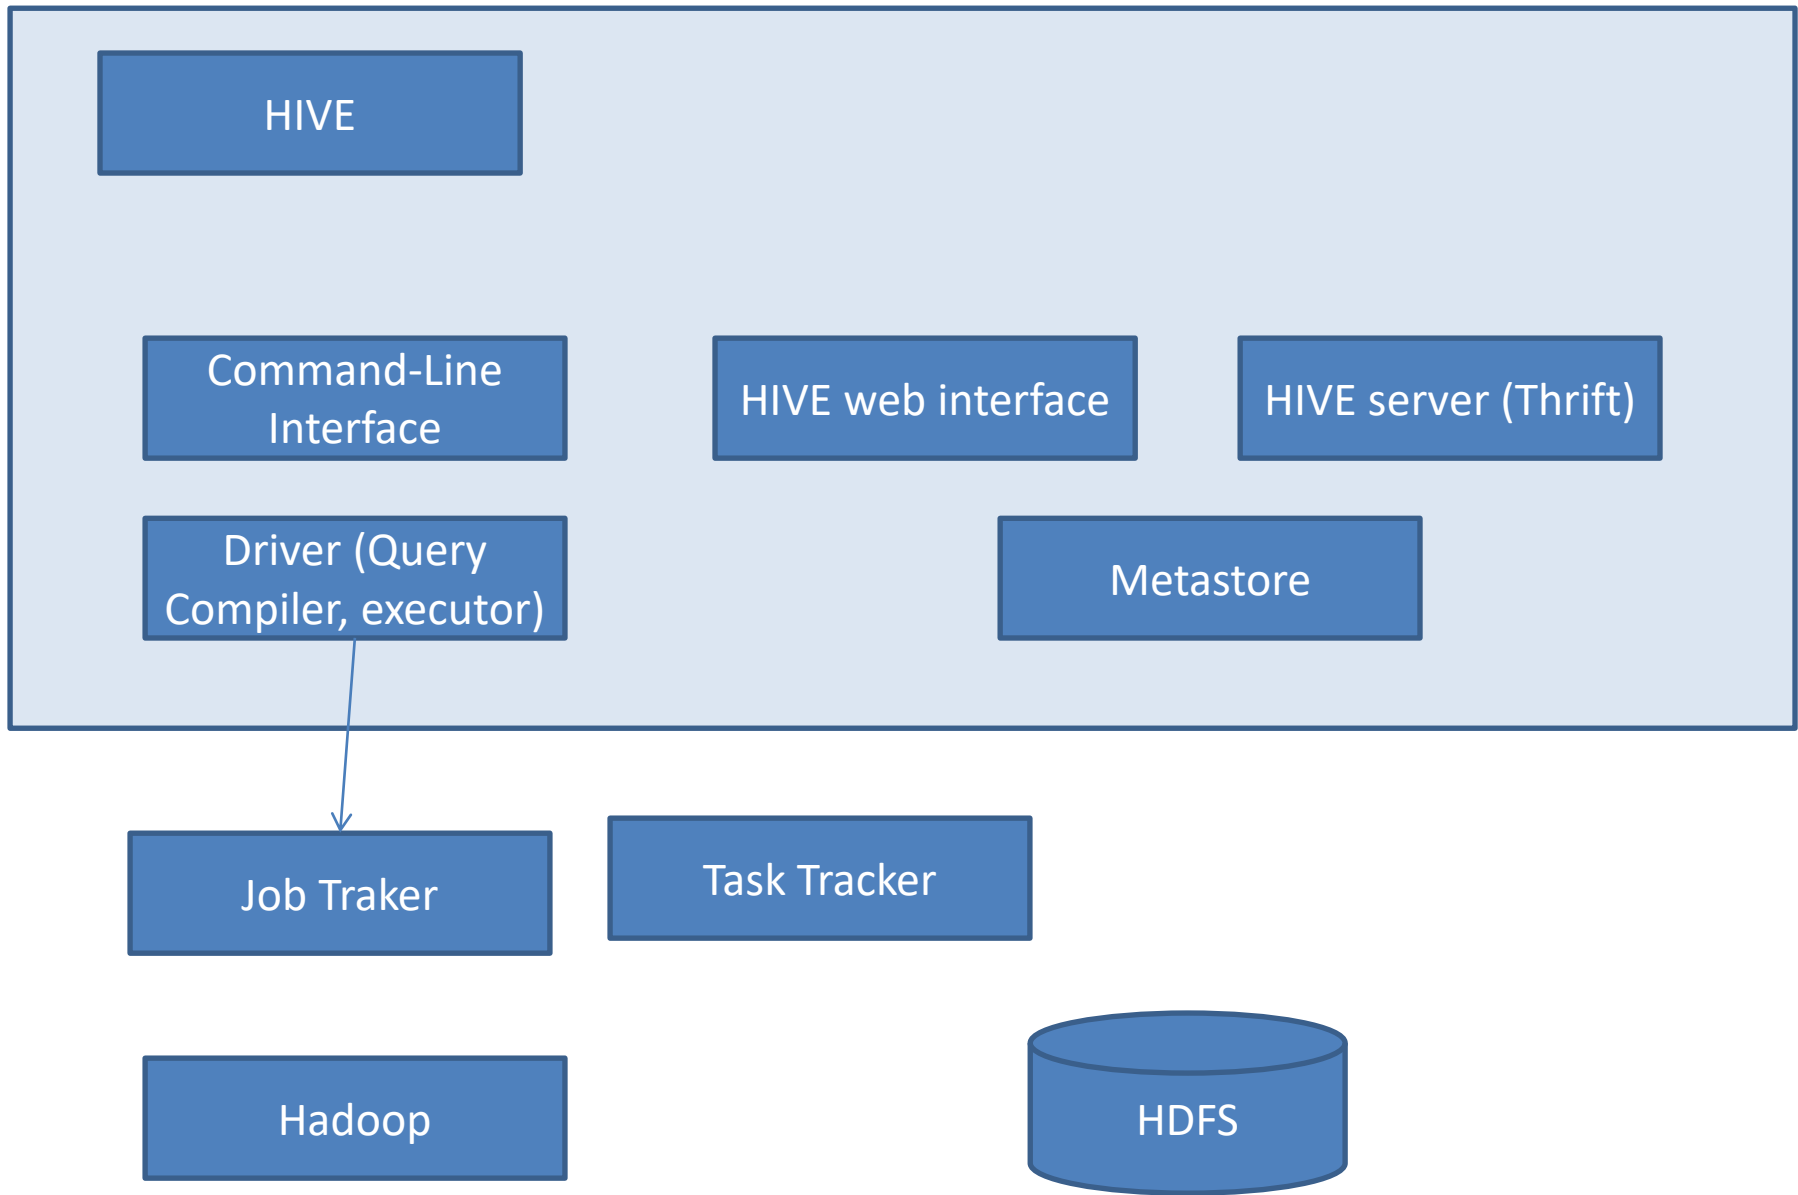 HIVE
Command-Line
Interface
HIVE web interface
HIVE server (Thrift)
Driver (Query
Compiler, executor)
Metastore
Job Traker
Task Tracker
Hadoop
HDFS